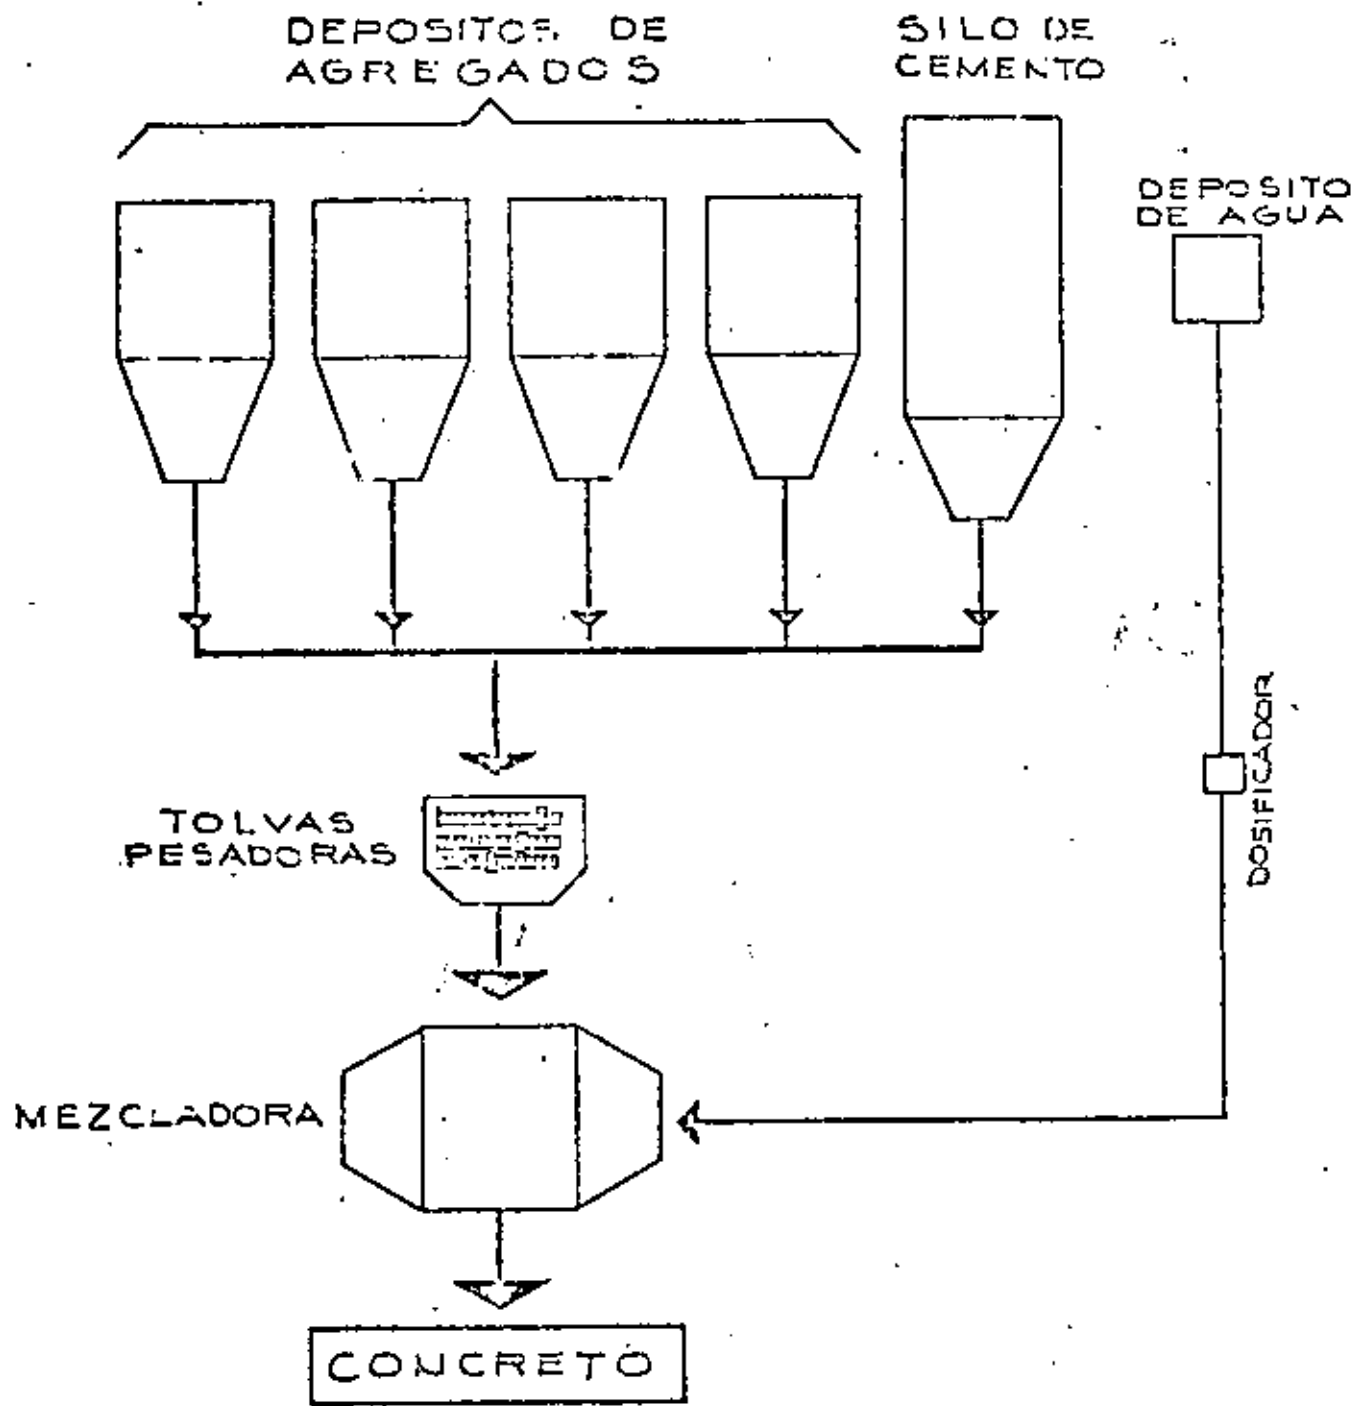 DEPOSITOS DE
AGREGADOS
SILO DE
CEMENTO
DEPOSITO
DE AGUA
DOSIFICADOR
TOLVAS
PESADORAS
MEZCLADORA
CONCRETO